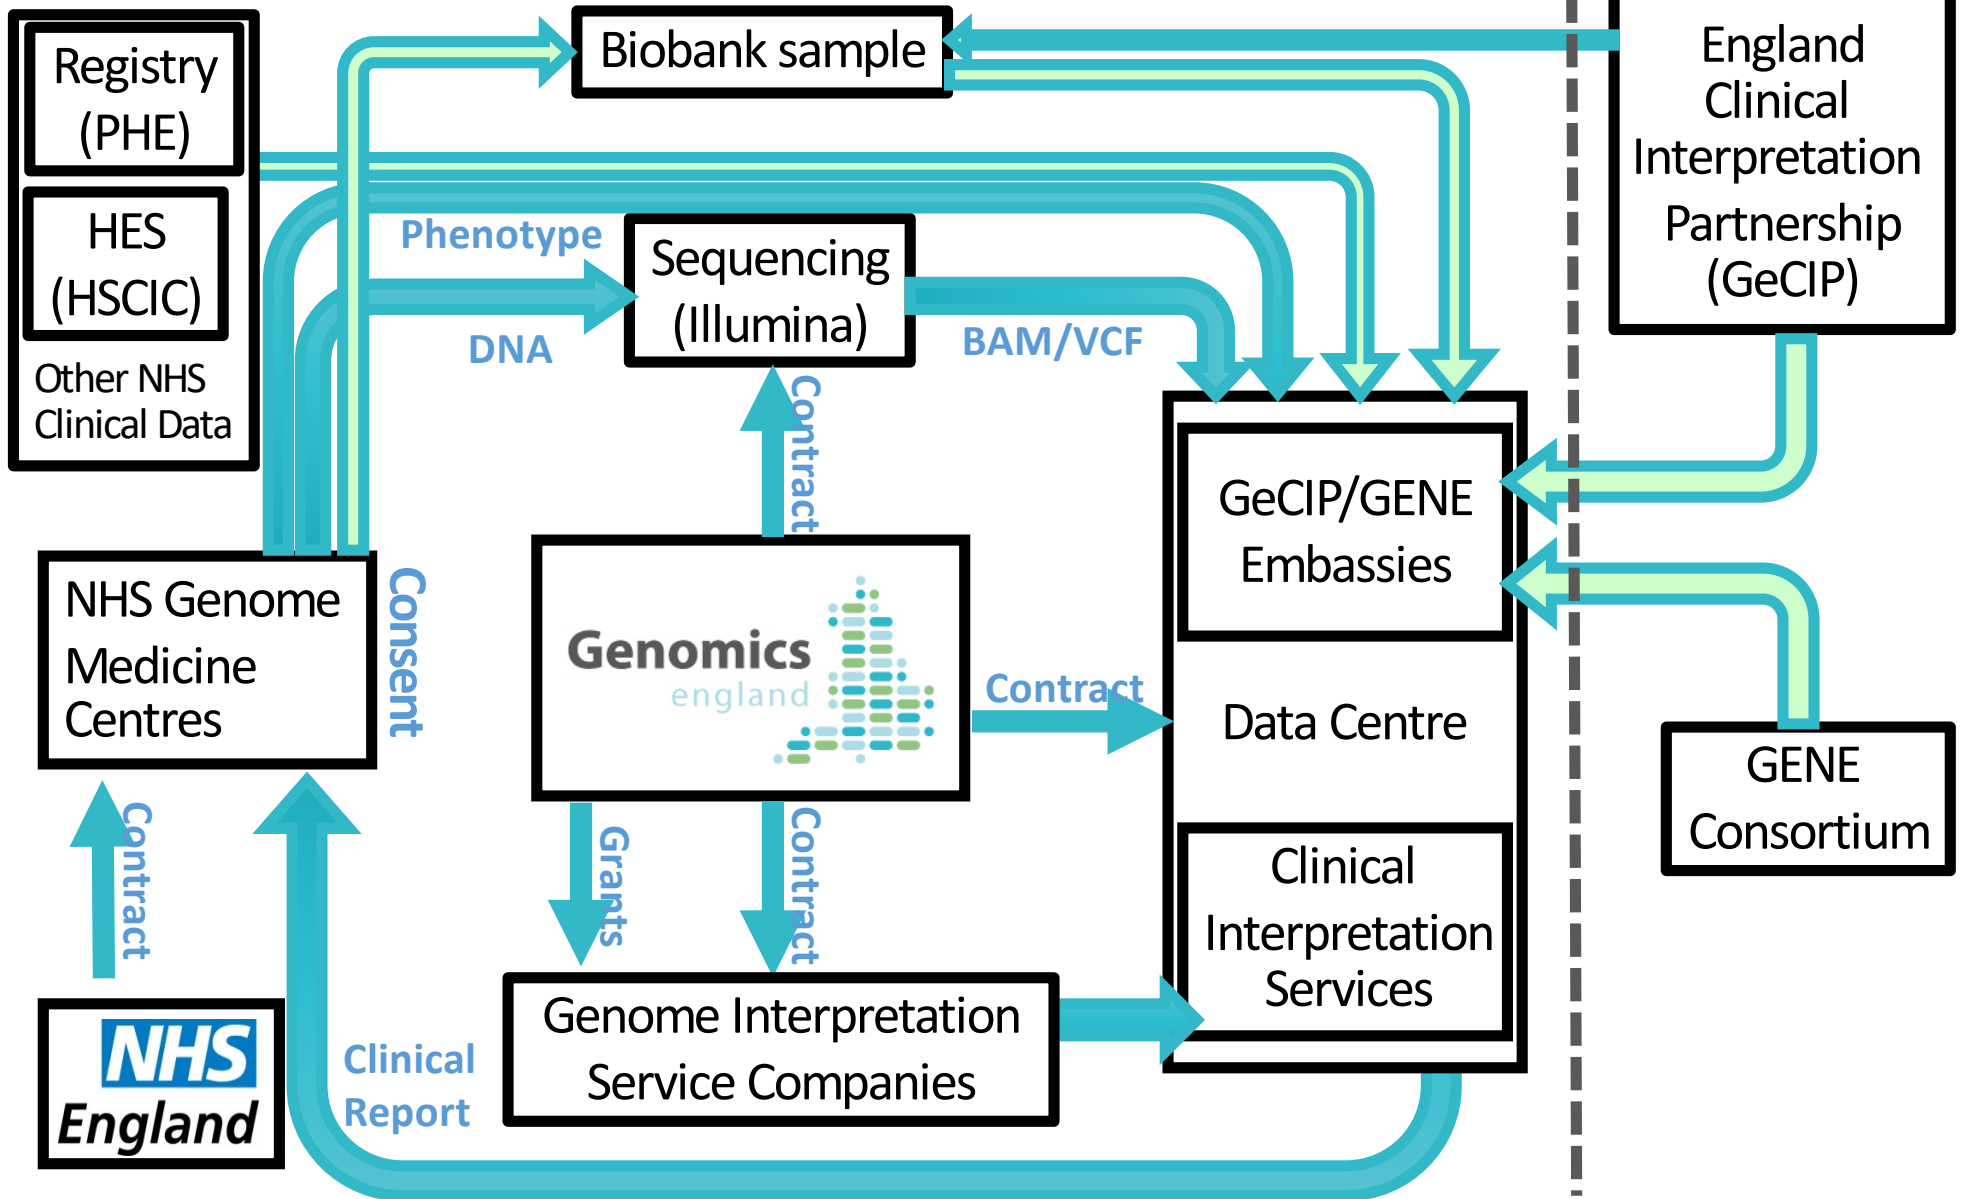 Registry
(PHE)
HES
(HSCIC)
Other NHS
Clinical Data
Biobank sample
England
Clinical
Interpretation
Partnership
(GeCIP)
Phenotype
Sequencing
(Illumina)
DNA
BAM/VCF
Contract
GeCIP/GENE
Embassies
NHS Genome
Medicine
Centres
Consent
Genomics
england
Contract
Data Centre
GENE
Consortium
Contract
Grants
Contract
Clinical
Interpretation
Services
Genome Interpretation
Service Companies
NHS
England
Clinical
Report